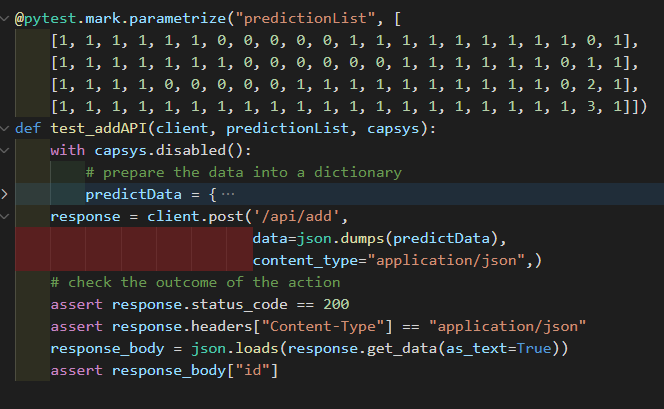 @pytest.mark.parametrize("predictionList", [
[1, 1, 1, 1, 1, 1, 0, 0, 0, 0, 0, 1, 1, 1, 1, 1, 1, 1, 1, 1, 0, 1],
[1, 1, 1, 1, 1, 1, 1, 0, 0, 0, 0, 0, 0, 1, 1, 1, 1, 1, 1, 0, 1, 1],
[1, 1, 1, 1, 0, 0, 0, 0, 0, 1, 1, 1, 1, 1, 1, 1, 1, 1, 1, 0, 2, 1],
[1, 1, 1, 1, 1, 1, 1, 1, 1, 1, 1, 1, 1, 1, 1, 1, 1, 1, 1, 1, 3, 1]])
def test_addAPI(client, predictionList, capsys):
with capsys.disabled():
# prepare the data into a dictionary
predictData = {⋯
response = client.post('/api/add',
data=json.dumps(predictData),
content_type="application/json",)
# check the outcome of the action
assert response.status_code == 200
assert response.headers["Content-Type"] == "application/json"
response_body = json.loads(response.get_data(as_text=True))
assert response_body["id"]